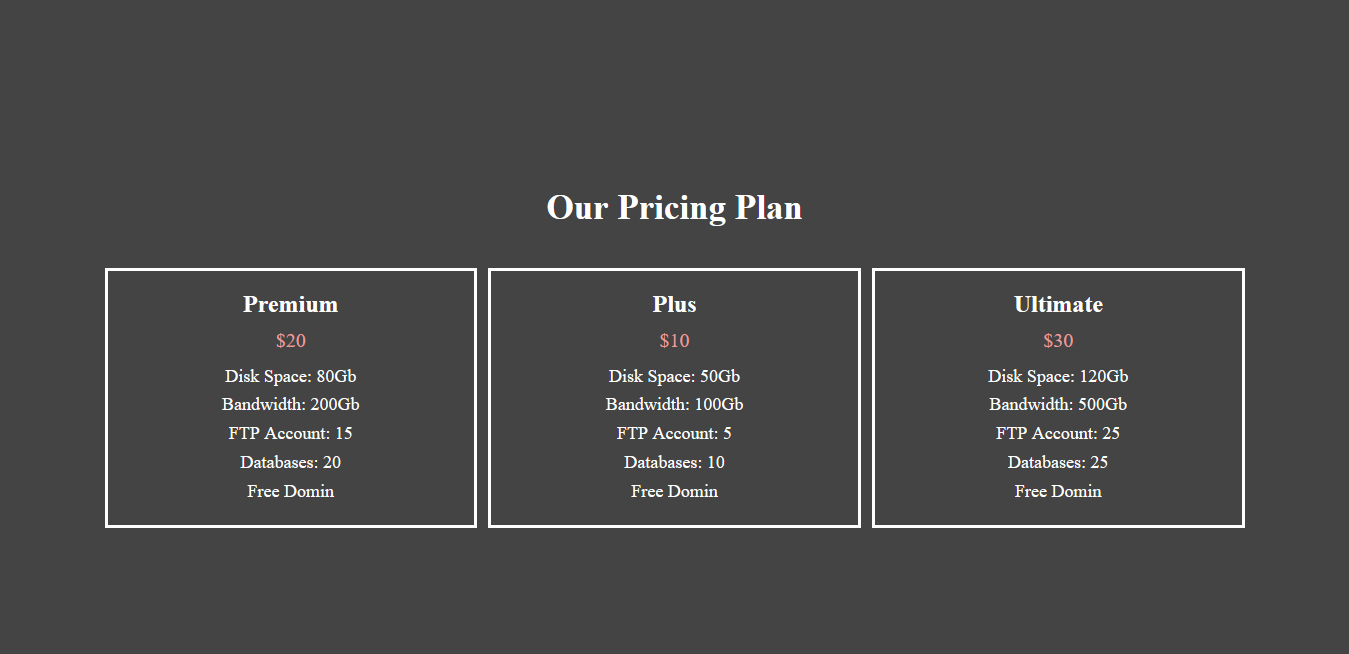 Our Pricing Plan
Premium
$20
Disk Space: 80Gb
Bandwidth: 200Gb
FTP Account: 15
Databases: 20
Free Domin
Plus
$10
Disk Space: 50Gb
Bandwidth: 100Gb
FTP Account: 5
Databases: 10
Free Domin
Ultimate
$30
Disk Space: 120Gb
Bandwidth: 500Gb
FTP Account: 25
Databases: 25
Free Domin